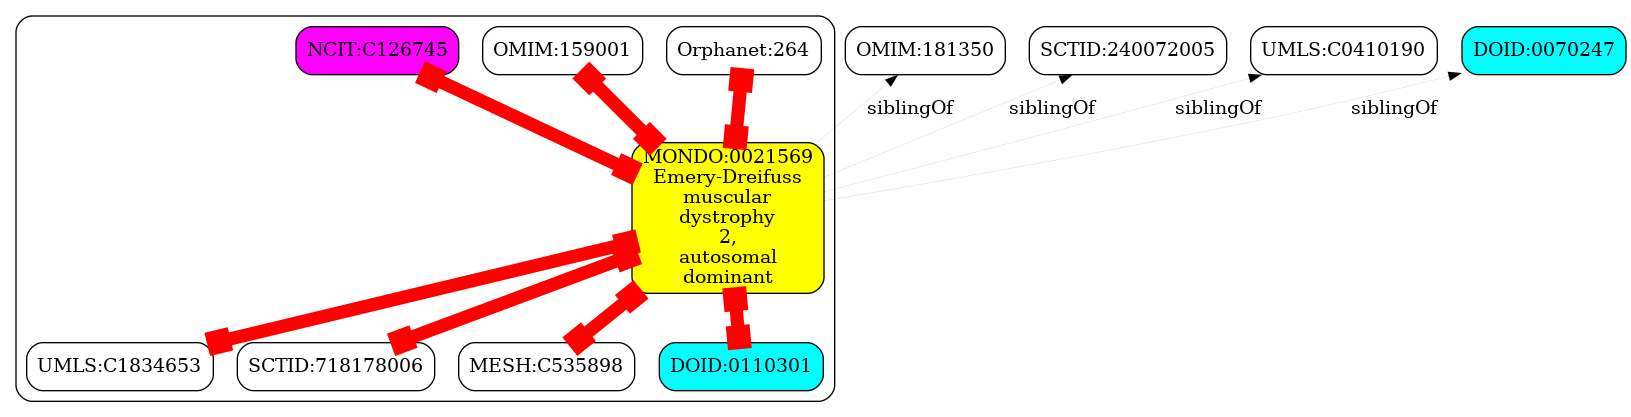 NCIT:C126745
OMIM:159001
Orphanet:264
OMIM:181350
SCTID:240072005
UMLS:C0410190
DOID:0070247
siblingOf
siblingOf
siblingOf
siblingOf
MONDO:0021569
Emery-Dreifuss
muscular
dystrophy
2,
autosomal
dominant
UMLS:C1834653
SCTID:718178006
MESH:C535898
DOID:0110301